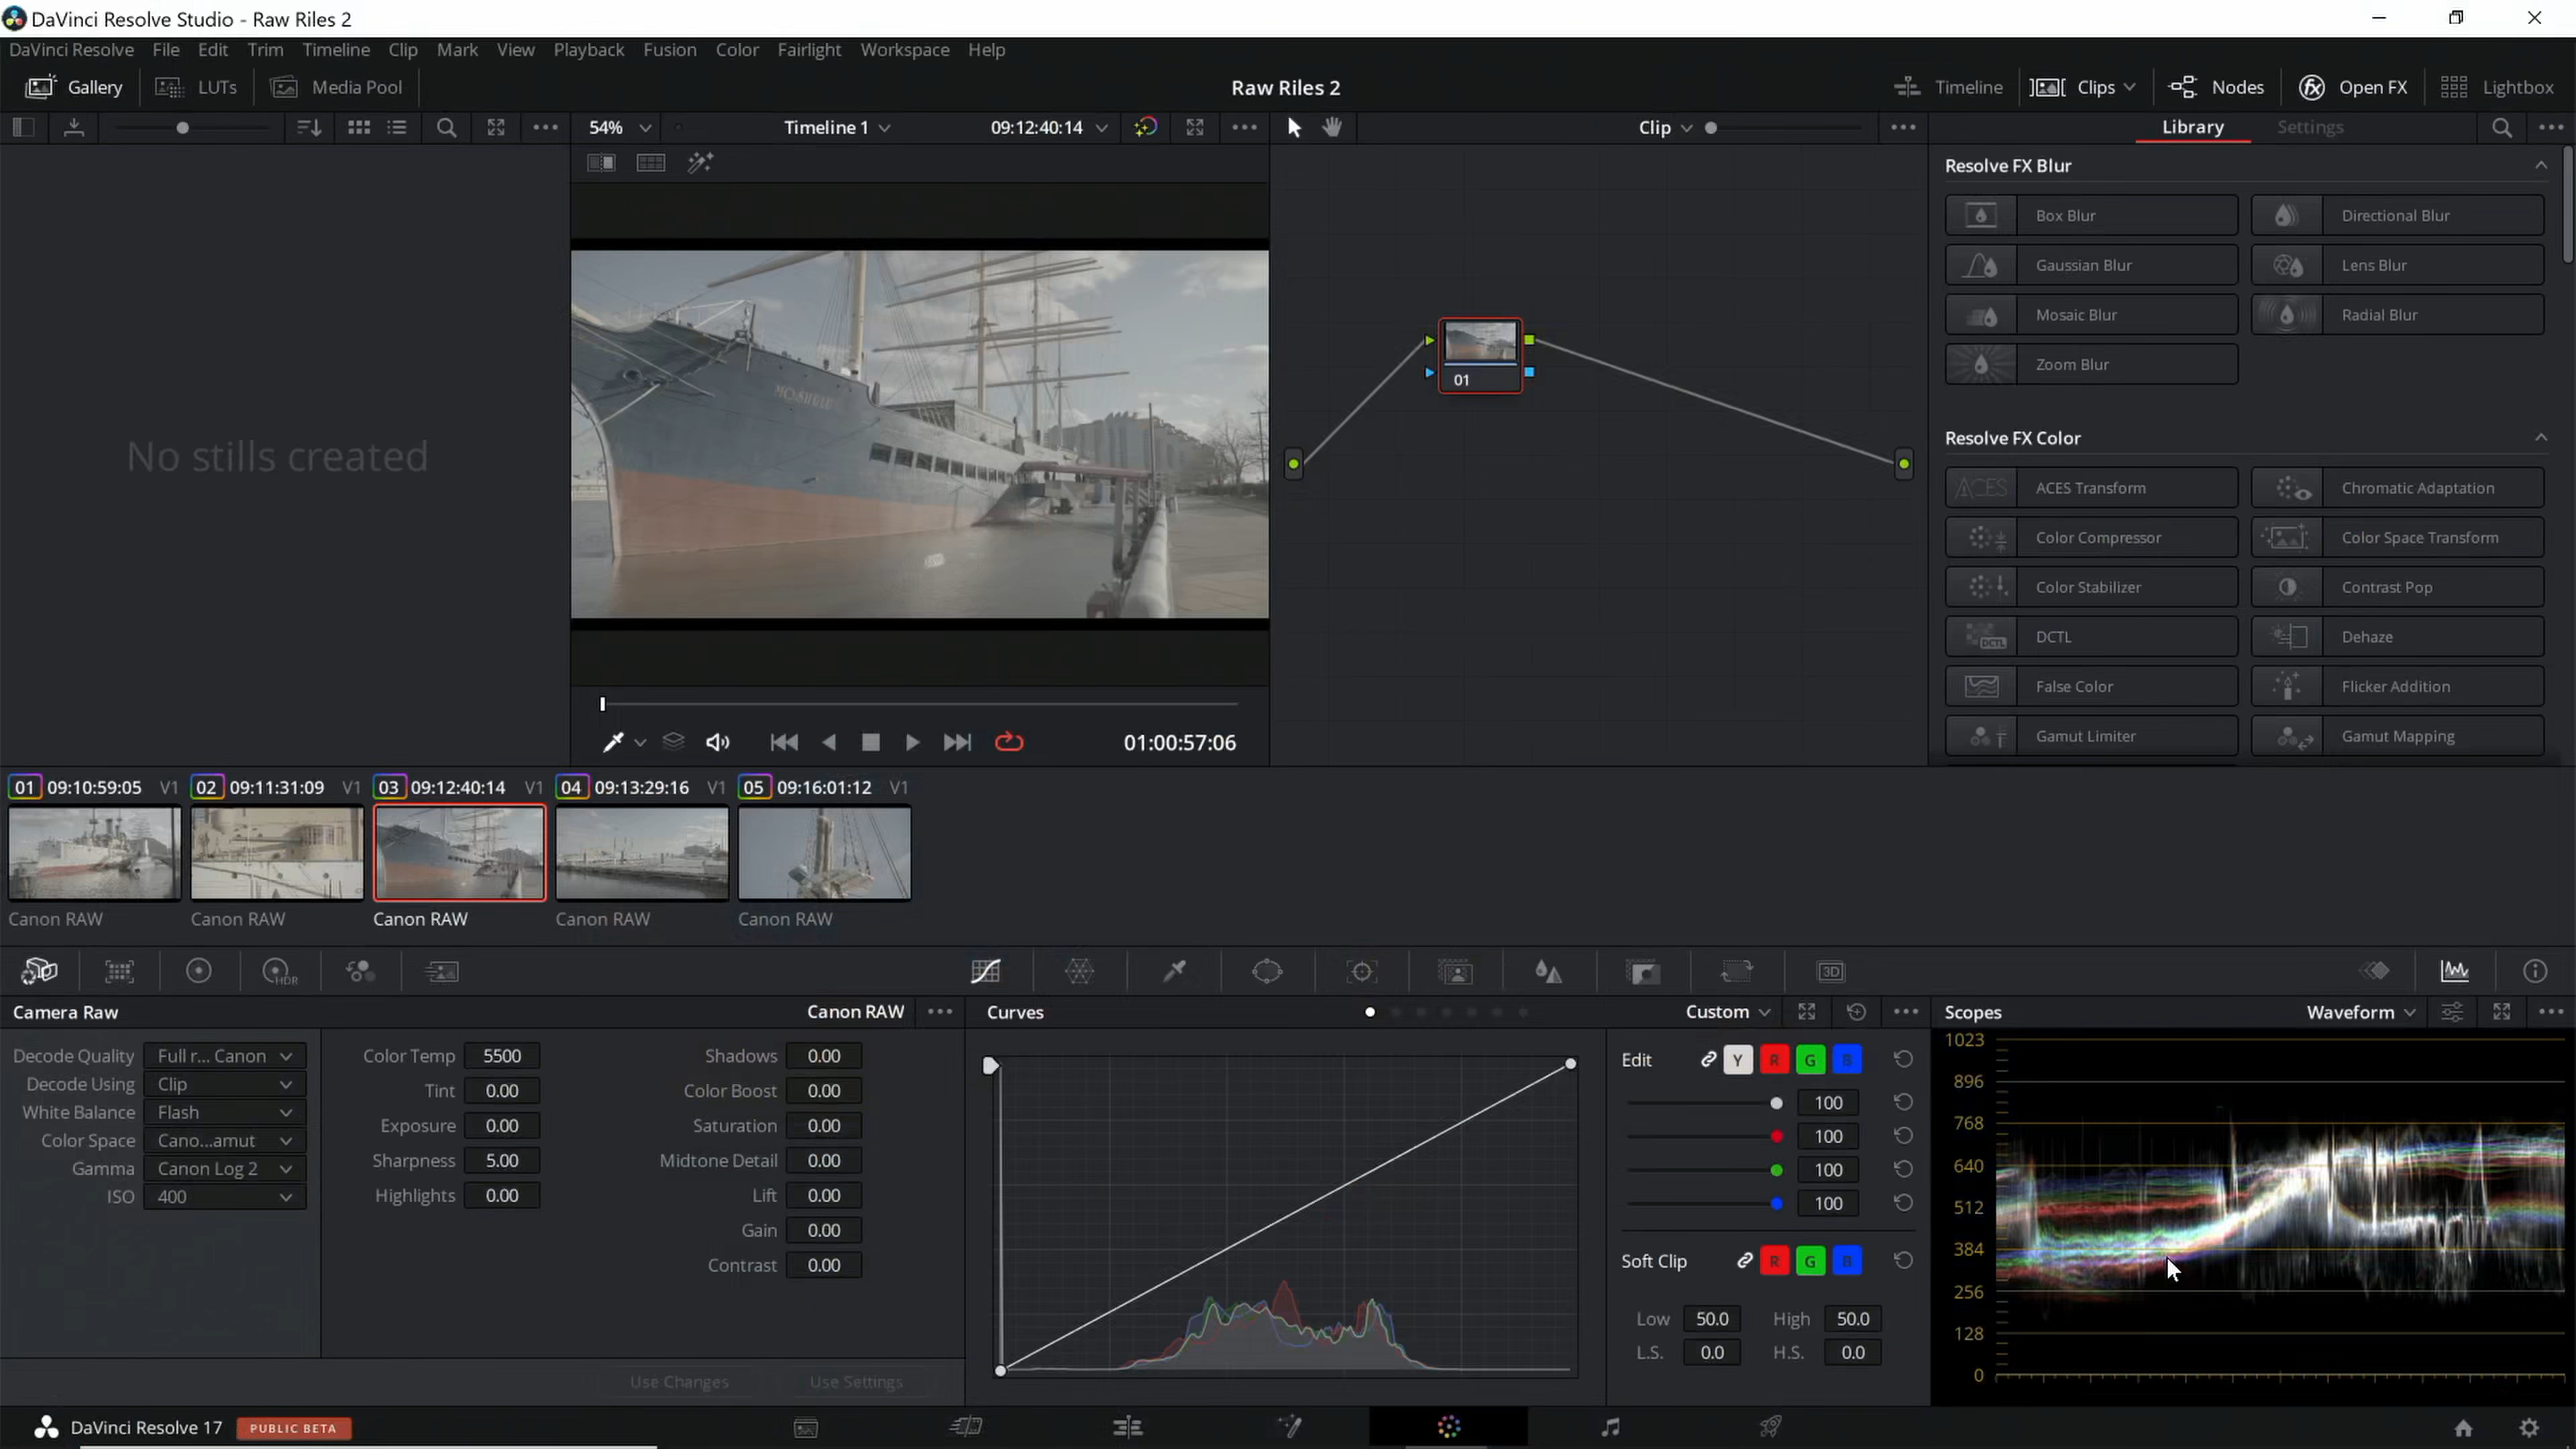 DaVinci Resolve Studio - Raw Riles 2
DaVinci Resolve File Edit Trim Timeline Clip Mark View Playback Fusion Color Fairlight Workspace Help
Gallery LUTs Media Pool Raw Riles 2 Timeline Clips Nodes Open FX Lightbox
54% Timeline 1 09:12:40:14 Clip Library Settings
Resolve FX Blur
Box Blur Directional Blur
Gaussian Blur Lens Blur
Mosaic Blur Radial Blur
Zoom Blur
MOSHULU
01
No stills created
Resolve FX Color
ACES ACES Transform Chromatic Adaptation
Color Compressor Color Space Transform
Color Stabilizer Contrast Pop
DCTL DCTL Dehaze
False Color Flicker Addition
Gamut Limiter Gamut Mapping
01:00:57:06
01 09:10:59:05 V1 02 09:11:31:09 V1 03 09:12:40:14 V1 04 09:13:29:16 V1 05 09:16:01:12 V1
Canon RAW Canon RAW Canon RAW Canon RAW Canon RAW
HDR 3D
Camera Raw Canon RAW Curves Custom Scopes Waveform
Decode Quality Full r... Canon
Decode Using Clip
White Balance Flash
Color Space Cano...amut
Gamma Canon Log 2
ISO 400
Color Temp 5500
Tint 0.00
Exposure 0.00
Sharpness 5.00
Highlights 0.00
Shadows 0.00
Color Boost 0.00
Saturation 0.00
Midtone Detail 0.00
Lift 0.00
Gain 0.00
Contrast 0.00
Use Changes Use Settings
Edit Y R G B
100
100
100
100
Soft Clip R G B
Low 50.0 High 50.0
L.S. 0.0 H.S. 0.0
1023
896
768
640
512
384
256
128
0
DaVinci Resolve 17 PUBLIC BETA